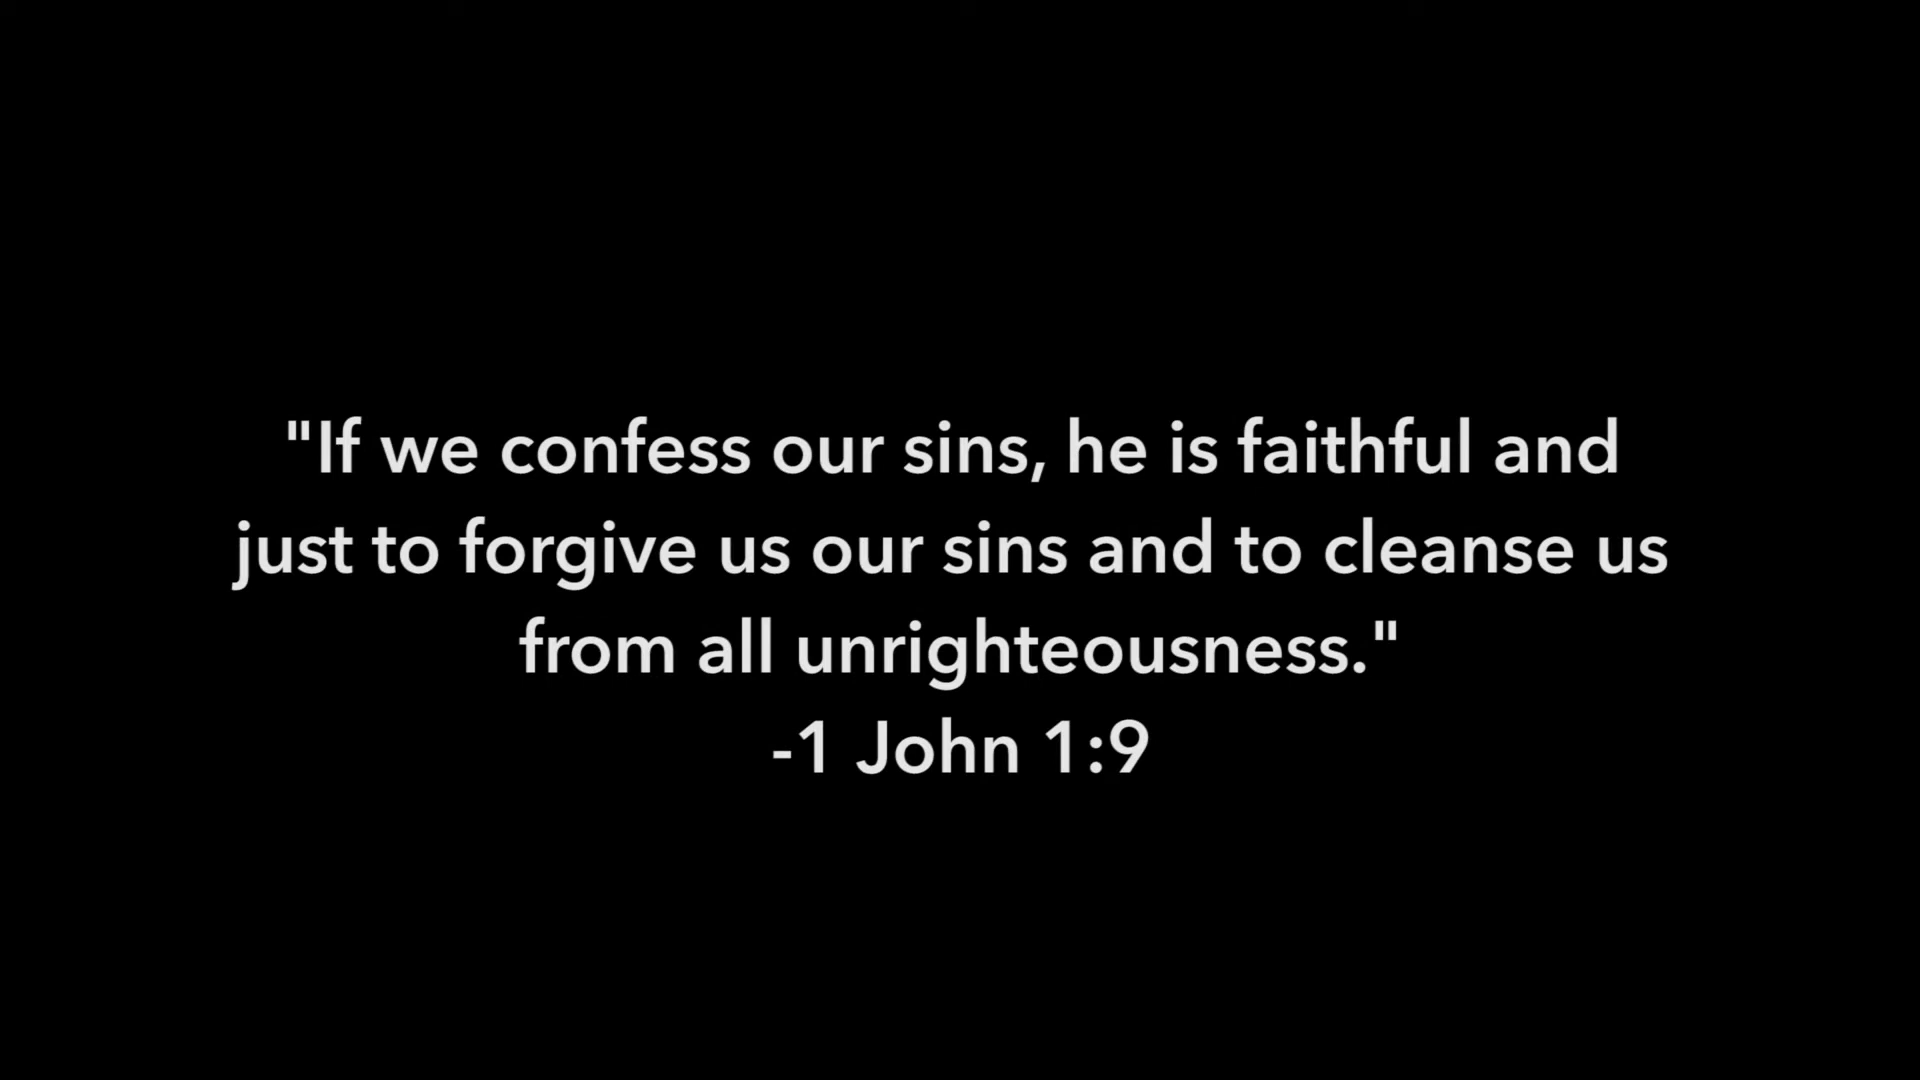 "If we confess our sins, he is faithful and
just to forgive us our sins and to cleanse us
from all unrighteousness."
-1 John 1:9